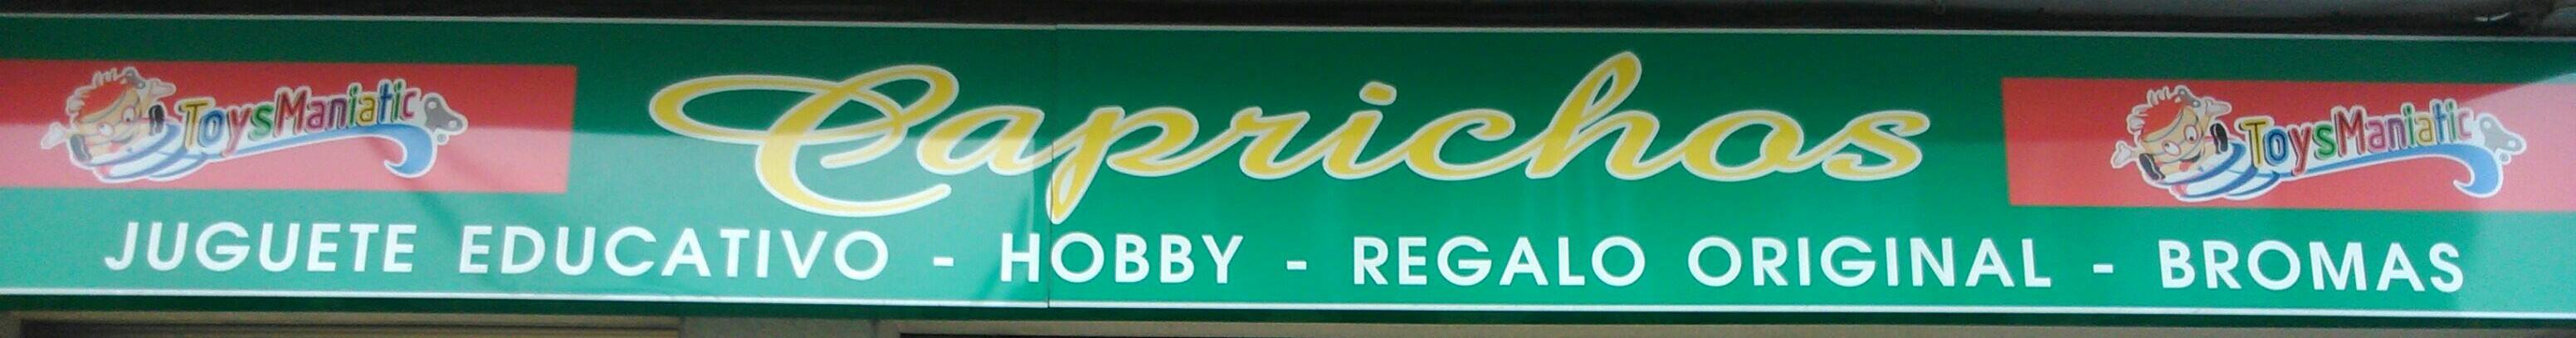 ToysManiatic
Caprichos
ToysManiatic
JUGUETE EDUCATIVO - HOBBY - REGALO ORIGINAL - BROMAS